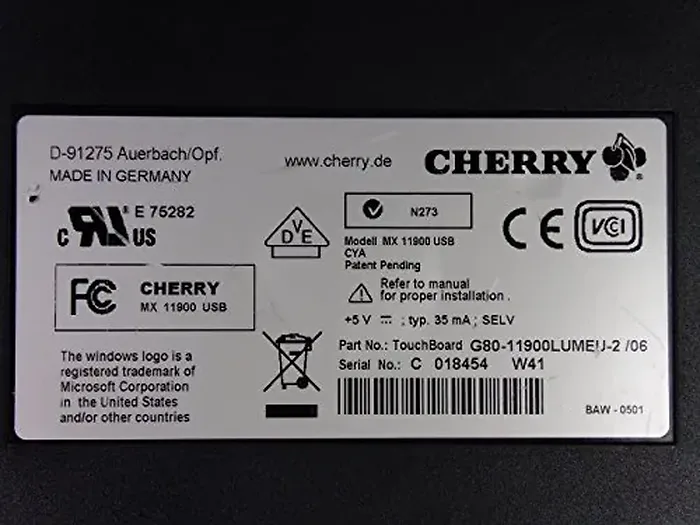 D-91275 Auerbach/Opf.
MADE IN GERMANY
www.cherry.de
CHERRY ®
c RU US E 75282
VDE
N273
Modell MX 11900 USB
CYA
Patent Pending
CE
VCI
FC CHERRY
MX 11900 USB
Refer to manual
for proper installation .
+5 V ⎓ ; typ. 35 mA ; SELV
The windows logo is a
registered trademark of
Microsoft Corporation
in the United States
and/or other countries
Part No.: TouchBoard G80-11900LUMEU-2 /06
Serial No.: C 018454 W41
BAW - 0501